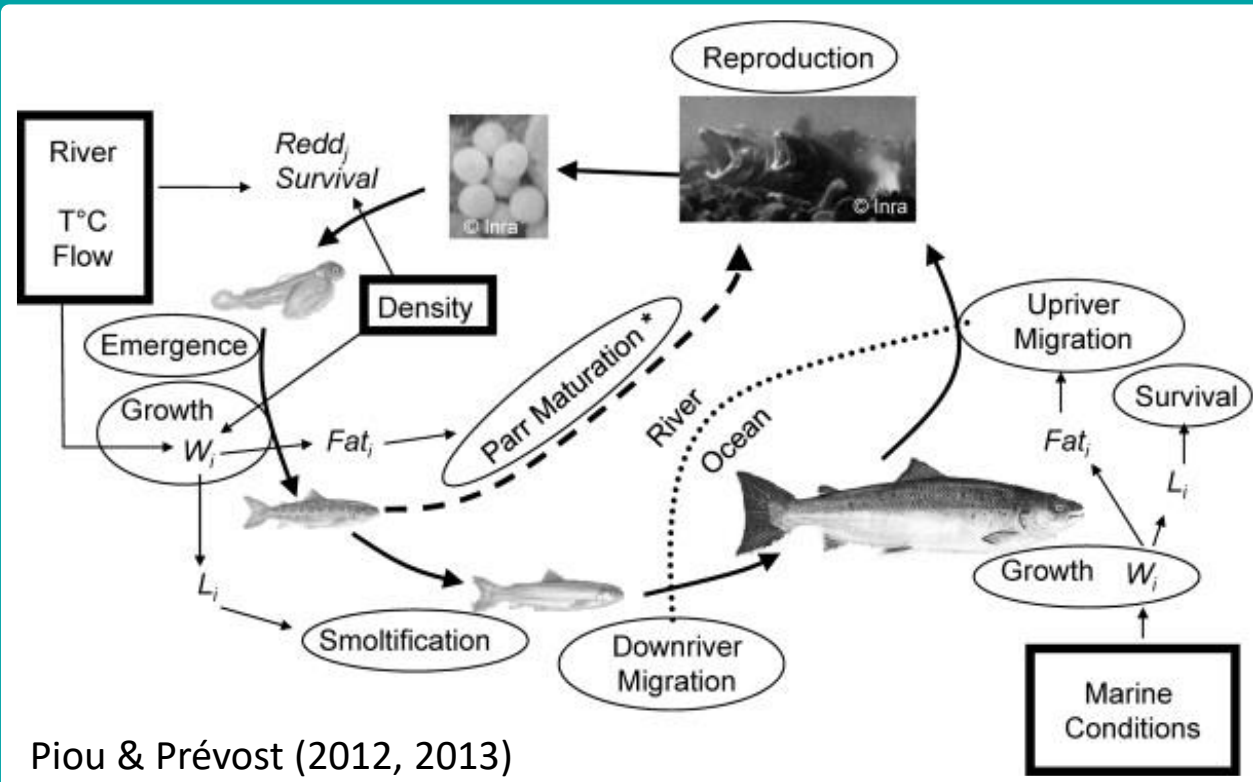 Reproduction
© Inra
© Inra
River
T°C
Flow
Redd_j
Survival
Density
Emergence
Growth
W_i
Fat_i
Parr Maturation *
River
Ocean
Upriver
Migration
Survival
Fat_i
L_i
Growth W_i
L_i
Smoltification
Downriver
Migration
Marine
Conditions
Piou & Prévost (2012, 2013)